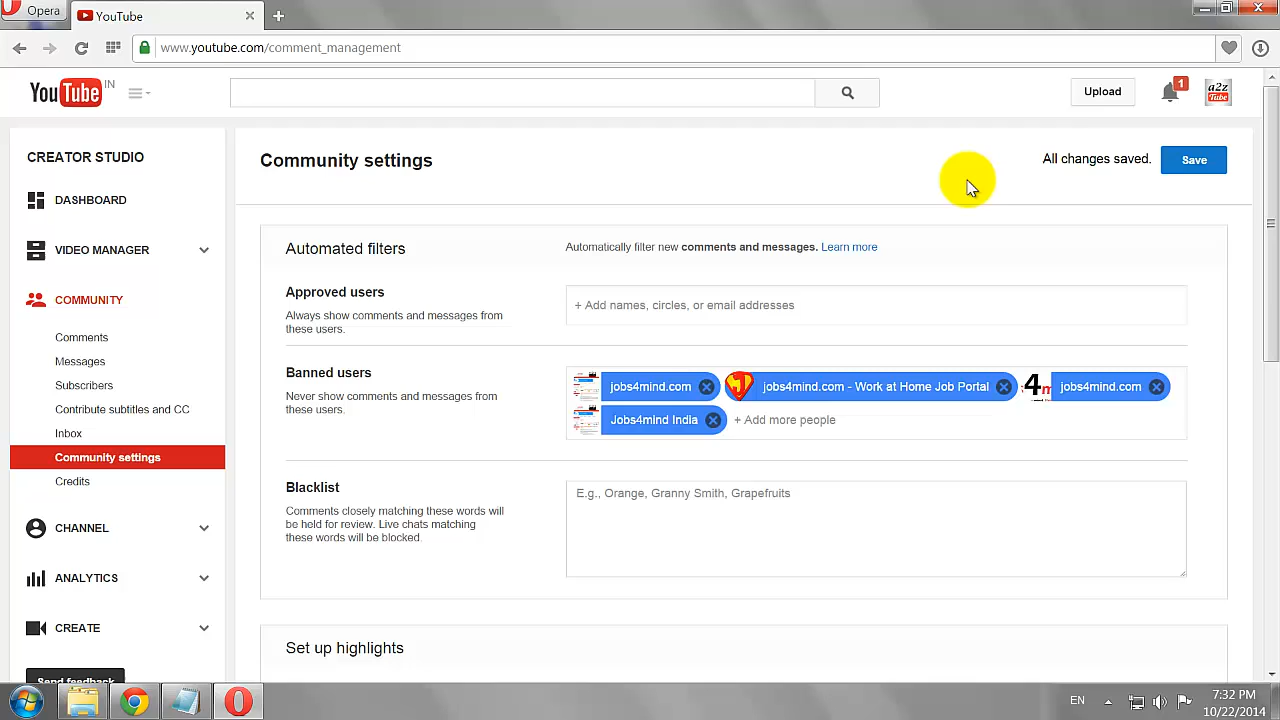 Opera
YouTube
www.youtube.com/comment_management
YouTube IN
Upload
1
a2z
Tube
CREATOR STUDIO
DASHBOARD
VIDEO MANAGER
COMMUNITY
Comments
Messages
Subscribers
Contribute subtitles and CC
Inbox
Community settings
Credits
CHANNEL
ANALYTICS
CREATE
Send feedback
Community settings
All changes saved.
Save
Automated filters
Automatically filter new comments and messages. Learn more
Approved users
Always show comments and messages from
these users.
+ Add names, circles, or email addresses
Banned users
Never show comments and messages from
these users.
jobs4mind.com
jobs4mind.com - Work at Home Job Portal
4m
jobs4mind.com
Jobs4mind India
+ Add more people
Blacklist
Comments closely matching these words will
be held for review. Live chats matching
these words will be blocked.
E.g., Orange, Granny Smith, Grapefruits
Set up highlights
EN
7:32 PM
10/22/2014